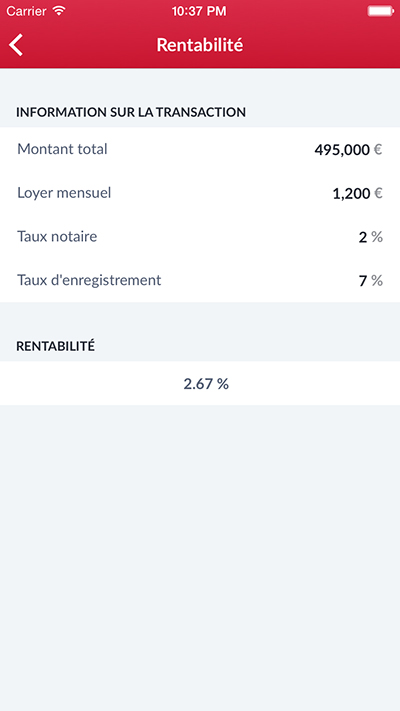 Carrier 10:37 PM
Rentabilité
INFORMATION SUR LA TRANSACTION
Montant total 495,000 €
Loyer mensuel 1,200 €
Taux notaire 2 %
Taux d'enregistrement 7 %
RENTABILITÉ
2.67 %